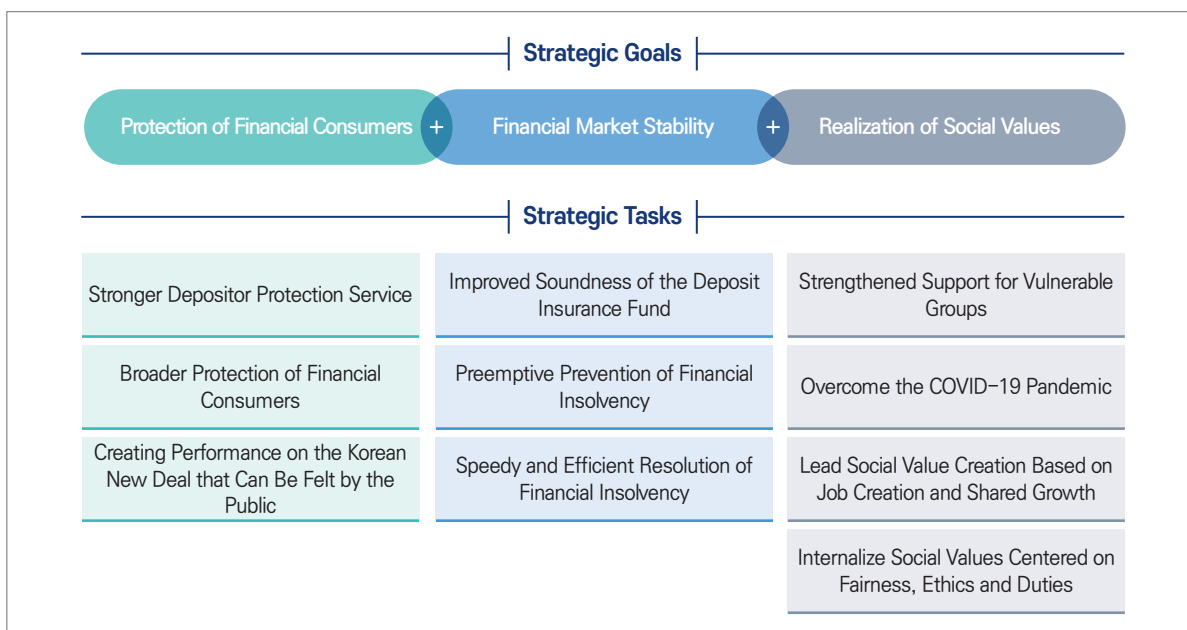 Strategic Goals
Protection of Financial Consumers + Financial Market Stability + Realization of Social Values
Strategic Tasks
Stronger Depositor Protection Service
Broader Protection of Financial
Consumers
Creating Performance on the Korean
New Deal that Can Be Felt by the
Public
Improved Soundness of the Deposit
Insurance Fund
Preemptive Prevention of Financial
Insolvency
Speedy and Efficient Resolution of
Financial Insolvency
Strengthened Support for Vulnerable
Groups
Overcome the COVID-19 Pandemic
Lead Social Value Creation Based on
Job Creation and Shared Growth
Internalize Social Values Centered on
Fairness, Ethics and Duties